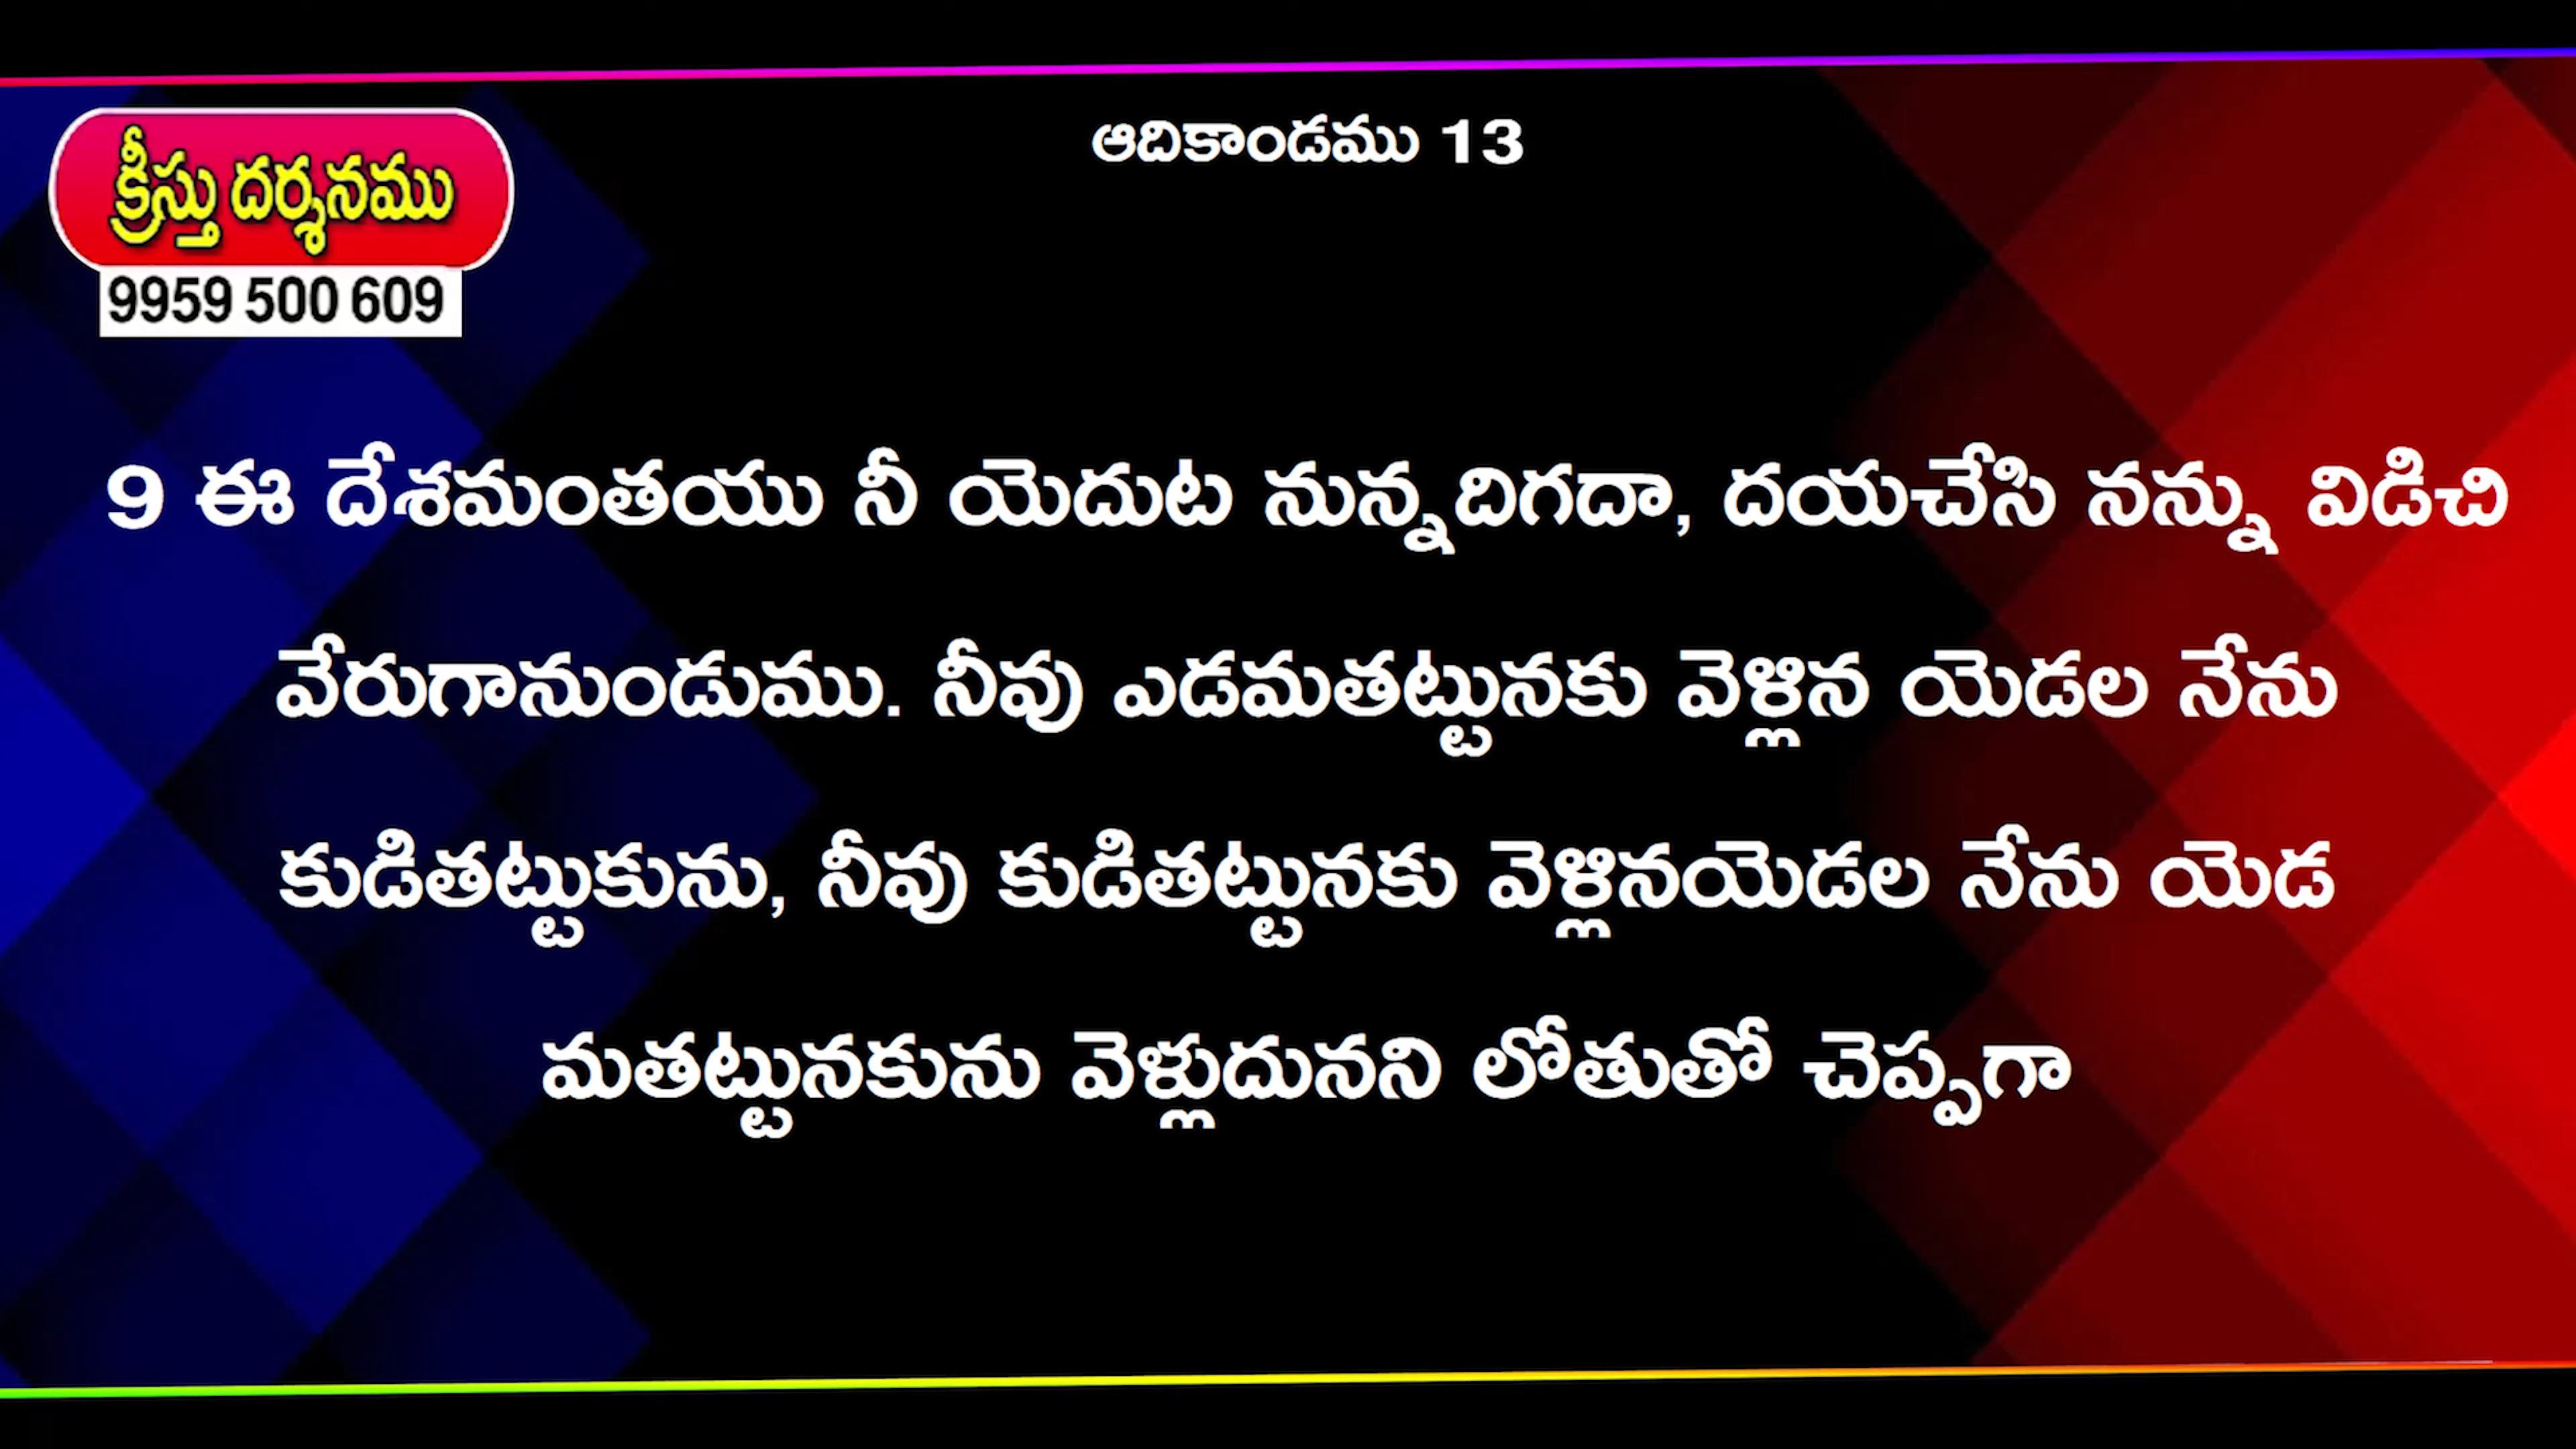 ఆదికాండము 13
క్రీస్తు దర్శనము
9959 500 609
9 ఈ దేశమంతయు నీ యెదుట నున్నదిగదా, దయచేసి నన్ను విడిచి
వేరుగానుండుము. నీవు ఎడమతట్టునకు వెళ్లిన యెడల నేను
కుడితట్టుకును, నీవు కుడితట్టునకు వెళ్లినయెడల నేను యెడ
మతట్టునకును వెళ్లుదునని లోతుతో చెప్పగా